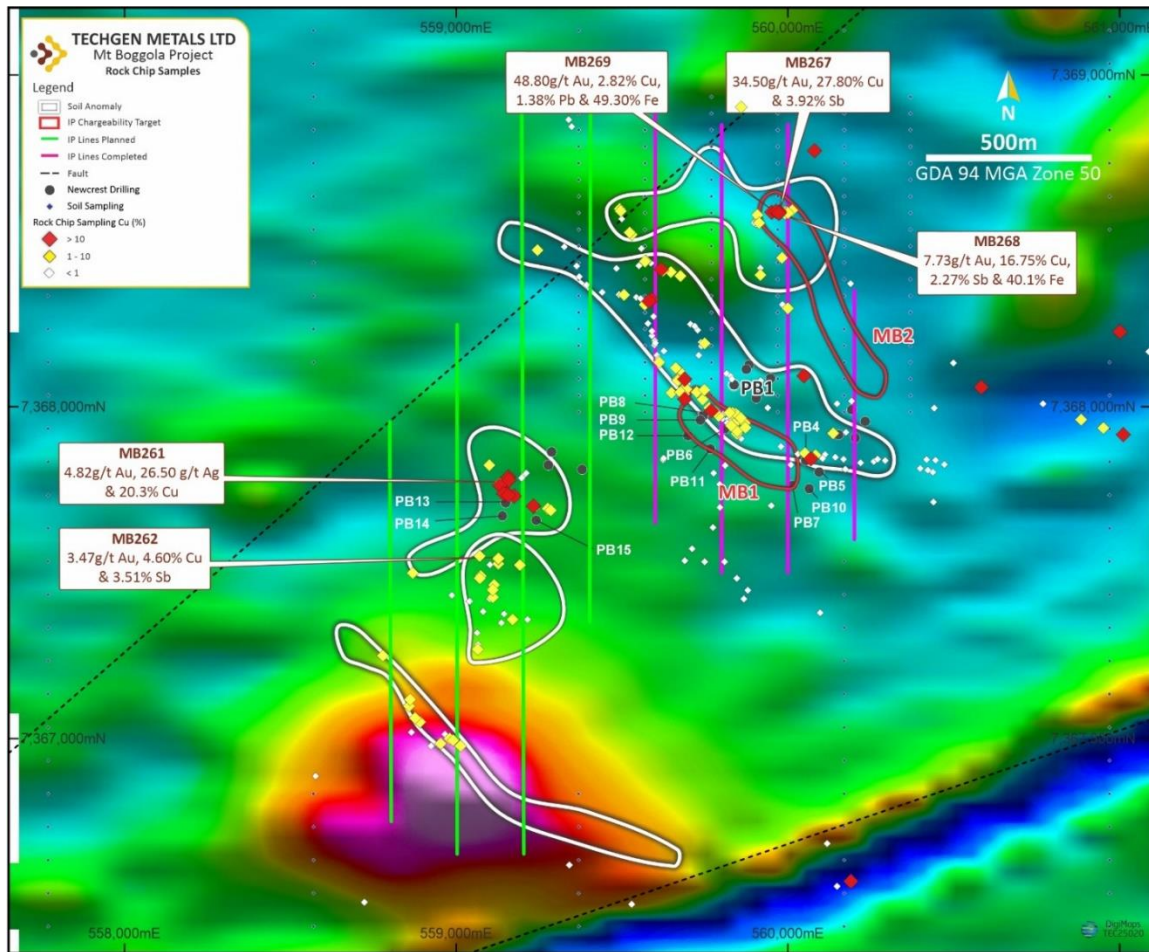 TECHGEN METALS LTD
Mt Boggola Project
Rock Chip Samples
Legend
Soil Anomaly
IP Chargeability Target
IP Lines Planned
IP Lines Completed
Fault
Newcrest Drilling
Soil Sampling
Rock Chip Sampling Cu (%)
> 10
1 - 10
< 1
559,000mE
560,000mE
561,000mE
7,369,000mN
MB269
48.80g/t Au, 2.82% Cu,
1.38% Pb & 49.30% Fe
MB267
34.50g/t Au, 27.80% Cu
& 3.92% Sb
N
500m
GDA 94 MGA Zone 50
MB268
7.73g/t Au, 16.75% Cu,
2.27% Sb & 40.1% Fe
MB2
7,368,000mN
7,368,000mN
PB1
PB8
PB9
PB12
PB6
PB11
MB1
PB4
PB5
PB10
PB7
MB261
4.82g/t Au, 26.50 g/t Ag
& 20.3% Cu
PB13
PB14
PB15
MB262
3.47g/t Au, 4.60% Cu
& 3.51% Sb
7,367,000mN
558,000mE
559,000mE
560,000mE
DigiMaps
TEC25020